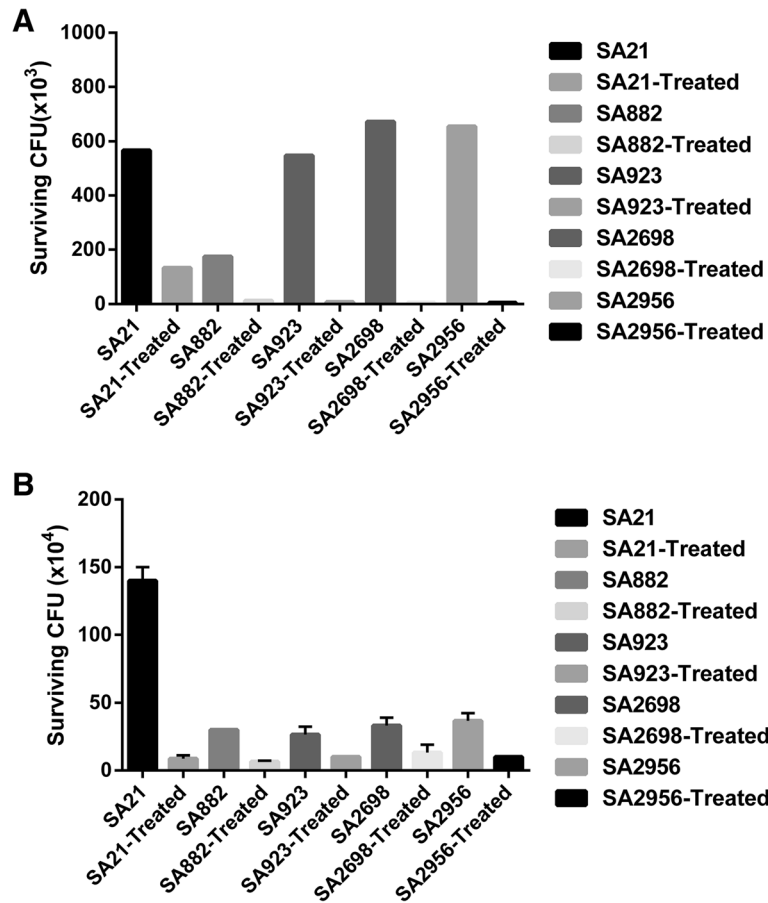 A
Surviving CFU(x10³)
1000
800
600
400
200
0
SA21
SA21-Treated
SA882
SA882-Treated
SA923
SA923-Treated
SA2698
SA2698-Treated
SA2956
SA2956-Treated
SA21
SA21-Treated
SA882
SA882-Treated
SA923
SA923-Treated
SA2698
SA2698-Treated
SA2956
SA2956-Treated
B
Surviving CFU (x10⁴)
200
150
100
50
0
SA21
SA21-Treated
SA882
SA882-Treated
SA923
SA923-Treated
SA2698
SA2698-Treated
SA2956
SA2956-Treated
SA21
SA21-Treated
SA882
SA882-Treated
SA923
SA923-Treated
SA2698
SA2698-Treated
SA2956
SA2956-Treated